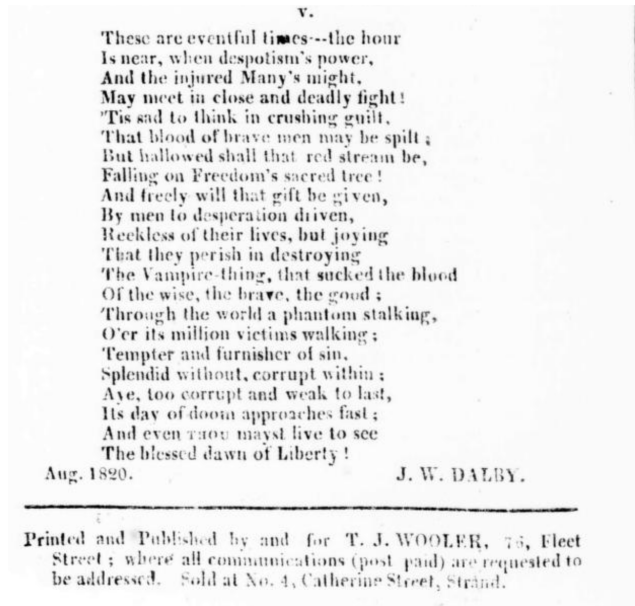 V.
These are eventful times---the hour
Is near, when despotism's power,
And the injured Many's might,
May meet in close and deadly fight!
'Tis sad to think in crushing guilt,
That blood of brave men may be spilt;
But hallowed shall that red stream be,
Falling on Freedom's sacred tree!
And freely will that gift be given,
By men to desperation driven,
Reckless of their lives, but joying
That they perish in destroying
The Vampire-thing, that sucked the blood
Of the wise, the brave, the good;
Through the world a phantom stalking,
O'er its million victims walking;
Tempter and furnisher of sin,
Splendid without, corrupt within;
Aye, too corrupt and weak to last,
Its day of doom approaches fast;
And even THOU mayst live to see
The blessed dawn of Liberty!
Aug. 1820. J. W. DALBY.
Printed and Published by and for T. J. WOOLER, 76, Fleet
Street; where all communications (post paid) are requested to
be addressed. Sold at No. 4, Catherine Street, Strand.